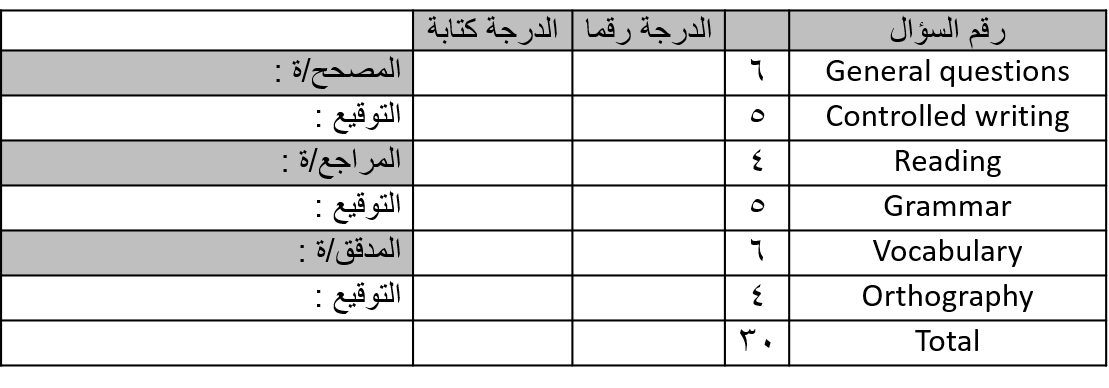 رقم السؤال الدرجة رقما الدرجة كتابة
General questions ٦ المصحح/ة :
Controlled writing ٥ التوقيع :
Reading ٤ المراجع/ة :
Grammar ٥ التوقيع :
Vocabulary ٦ المدقق/ة :
Orthography ٤ التوقيع :
Total ٣٠